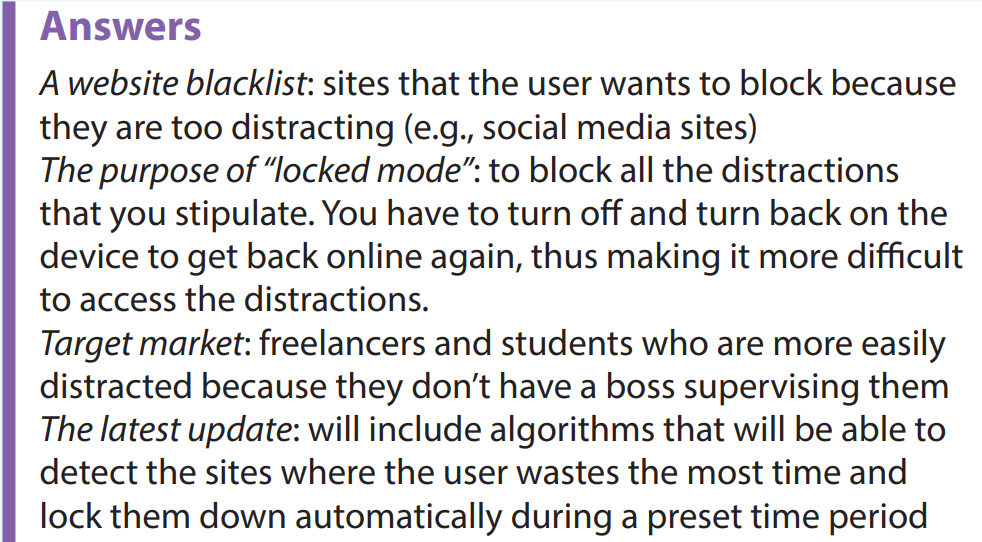 Answers
A website blacklist: sites that the user wants to block because
they are too distracting (e.g., social media sites)
The purpose of “locked mode”: to block all the distractions
that you stipulate. You have to turn off and turn back on the
device to get back online again, thus making it more difficult
to access the distractions.
Target market: freelancers and students who are more easily
distracted because they don’t have a boss supervising them
The latest update: will include algorithms that will be able to
detect the sites where the user wastes the most time and
lock them down automatically during a preset time period